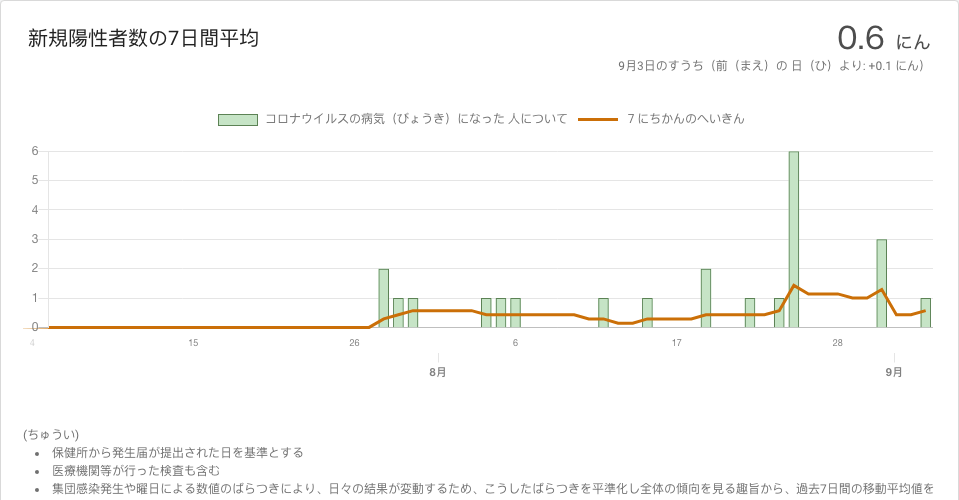 新規陽性者数の7日間平均
0.6 にん
9月3日のすうち（前（まえ）の 日（ひ）より: +0.1 にん）
コロナウイルスの病気（びょうき）になった 人について 7 にちかんのへいきん
6
5
4
3
2
1
0
4 15 26 6 17 28
8月 9月
(ちゅうい)
• 保健所から発生届が提出された日を基準とする
• 医療機関等が行った検査も含む
• 集団感染発生や曜日による数値のばらつきにより、日々の結果が変動するため、こうしたばらつきを平準化し全体の傾向を見る趣旨から、過去7日間の移動平均値を